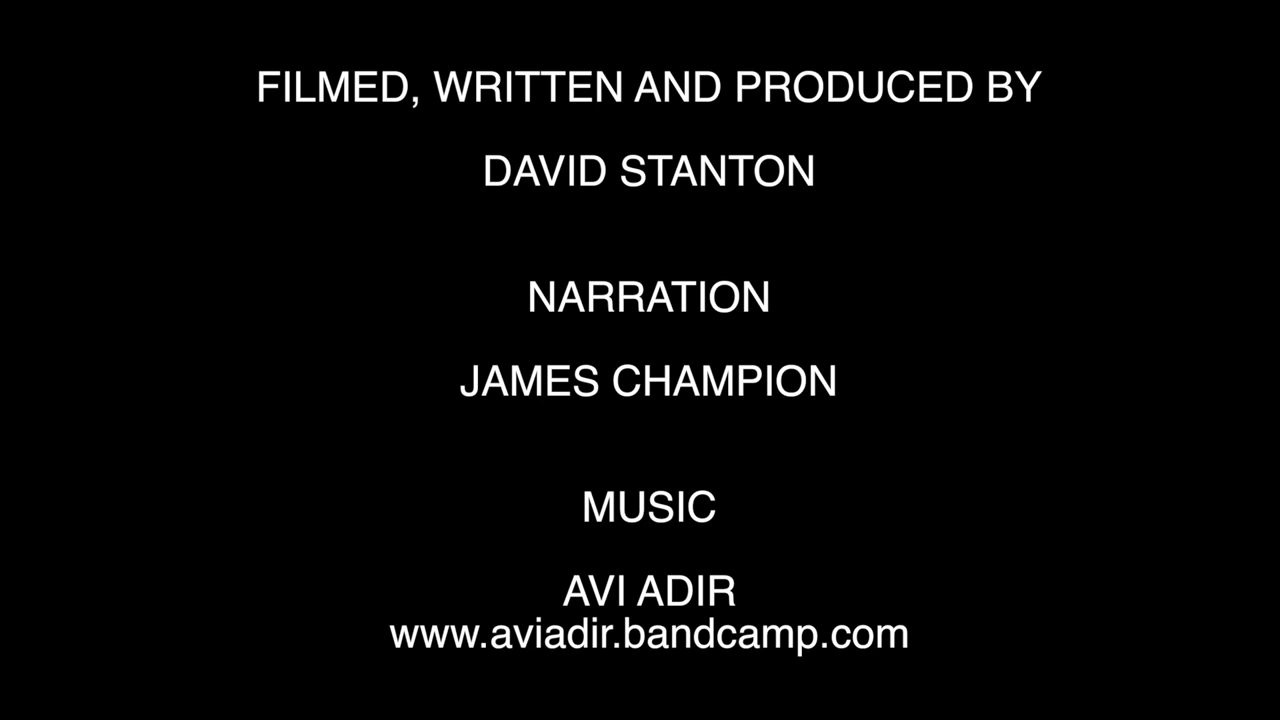 FILMED, WRITTEN AND PRODUCED BY
DAVID STANTON
NARRATION
JAMES CHAMPION
MUSIC
AVI ADIR
www.aviadir.bandcamp.com